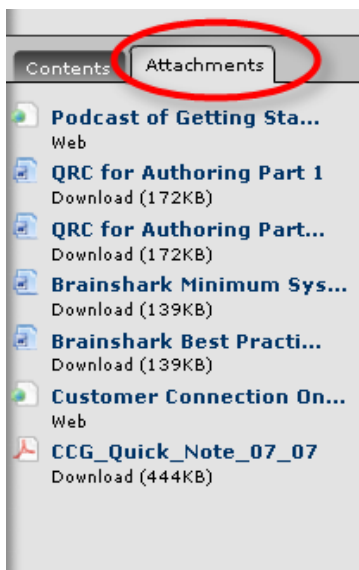 Contents Attachments
Podcast of Getting Sta...
Web
QRC for Authoring Part 1
Download (172KB)
QRC for Authoring Part...
Download (172KB)
Brainshark Minimum Sys...
Download (139KB)
Brainshark Best Practi...
Download (139KB)
Customer Connection On...
Web
CCG_Quick_Note_07_07
Download (444KB)